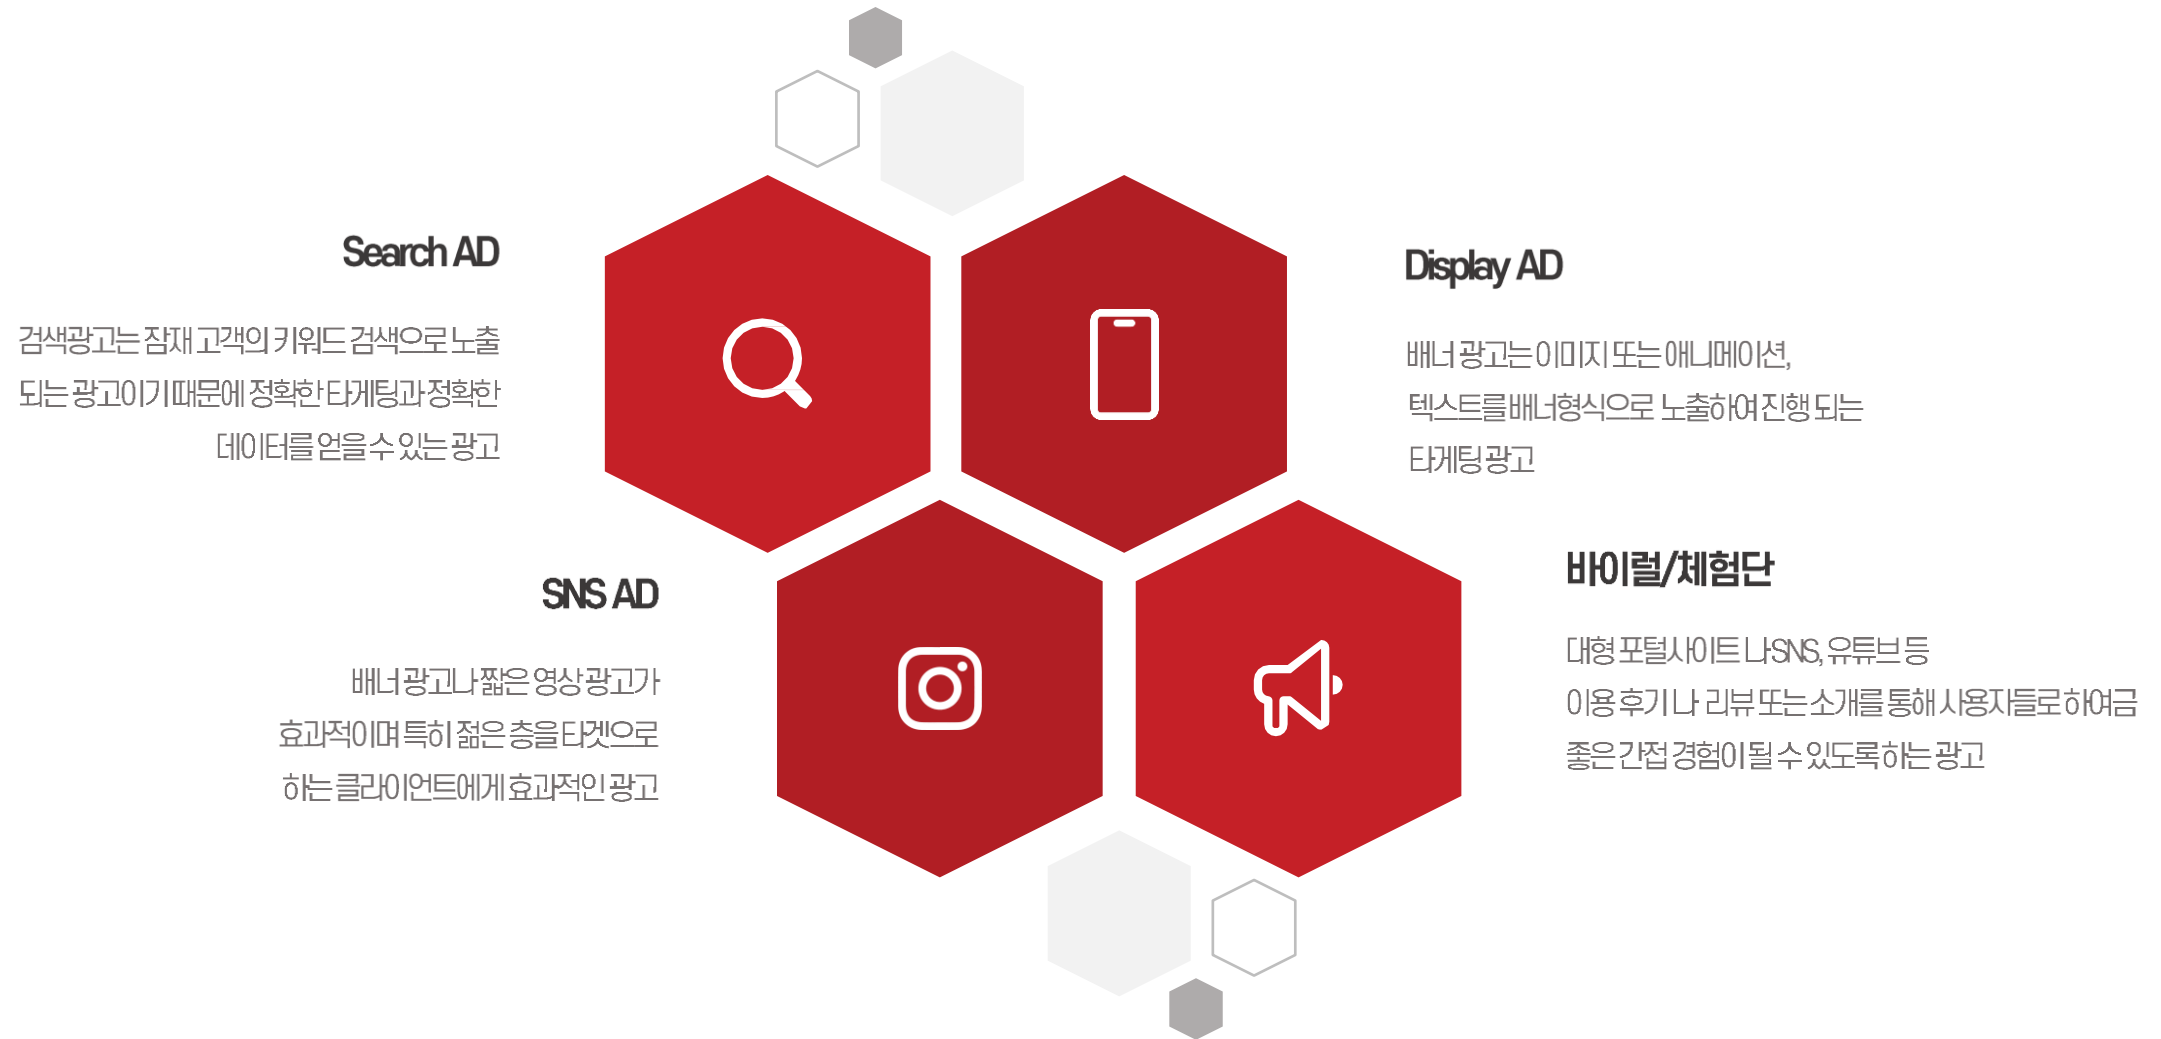 Search AD
검색광고는 잠재 고객의 키워드 검색으로 노출
되는 광고이기 때문에 정확한 타게팅과 정확한
데이터를 얻을 수 있는 광고
Display AD
배너 광고는 이미지 또는 애니메이션,
텍스트를 배너형식으로 노출하여 진행 되는
타게팅 광고
SNS AD
배너 광고나 짧은 영상 광고가
효과적이며 특히 젊은 층을 타겟으로
하는 클라이언트에게 효과적인 광고
바이럴/체험단
대형 포털 사이트 나 SNS, 유튜브 등
이용 후기 나 리뷰 또는 소개를 통해 사용자들로 하여금
좋은 간접 경험이 될 수 있도록 하는 광고